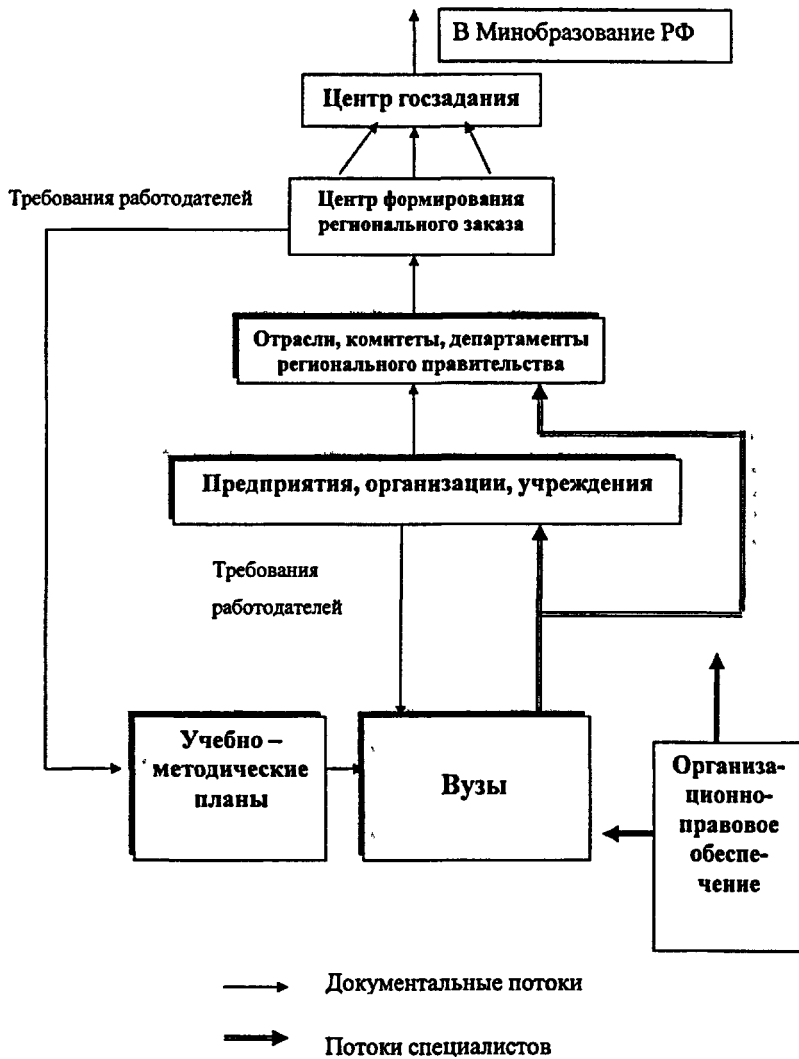 В Минобразование РФ
Центр госзадания
Требования работодателей
Центр формирования
регионального заказа
Отрасли, комитеты, департаменты
регионального правительства
Предприятия, организации, учреждения
Требования
работодателей
Учебно –
методические
планы
Вузы
Организа-
ционно-
правовое
обеспе-
чение
Документальные потоки
Потоки специалистов